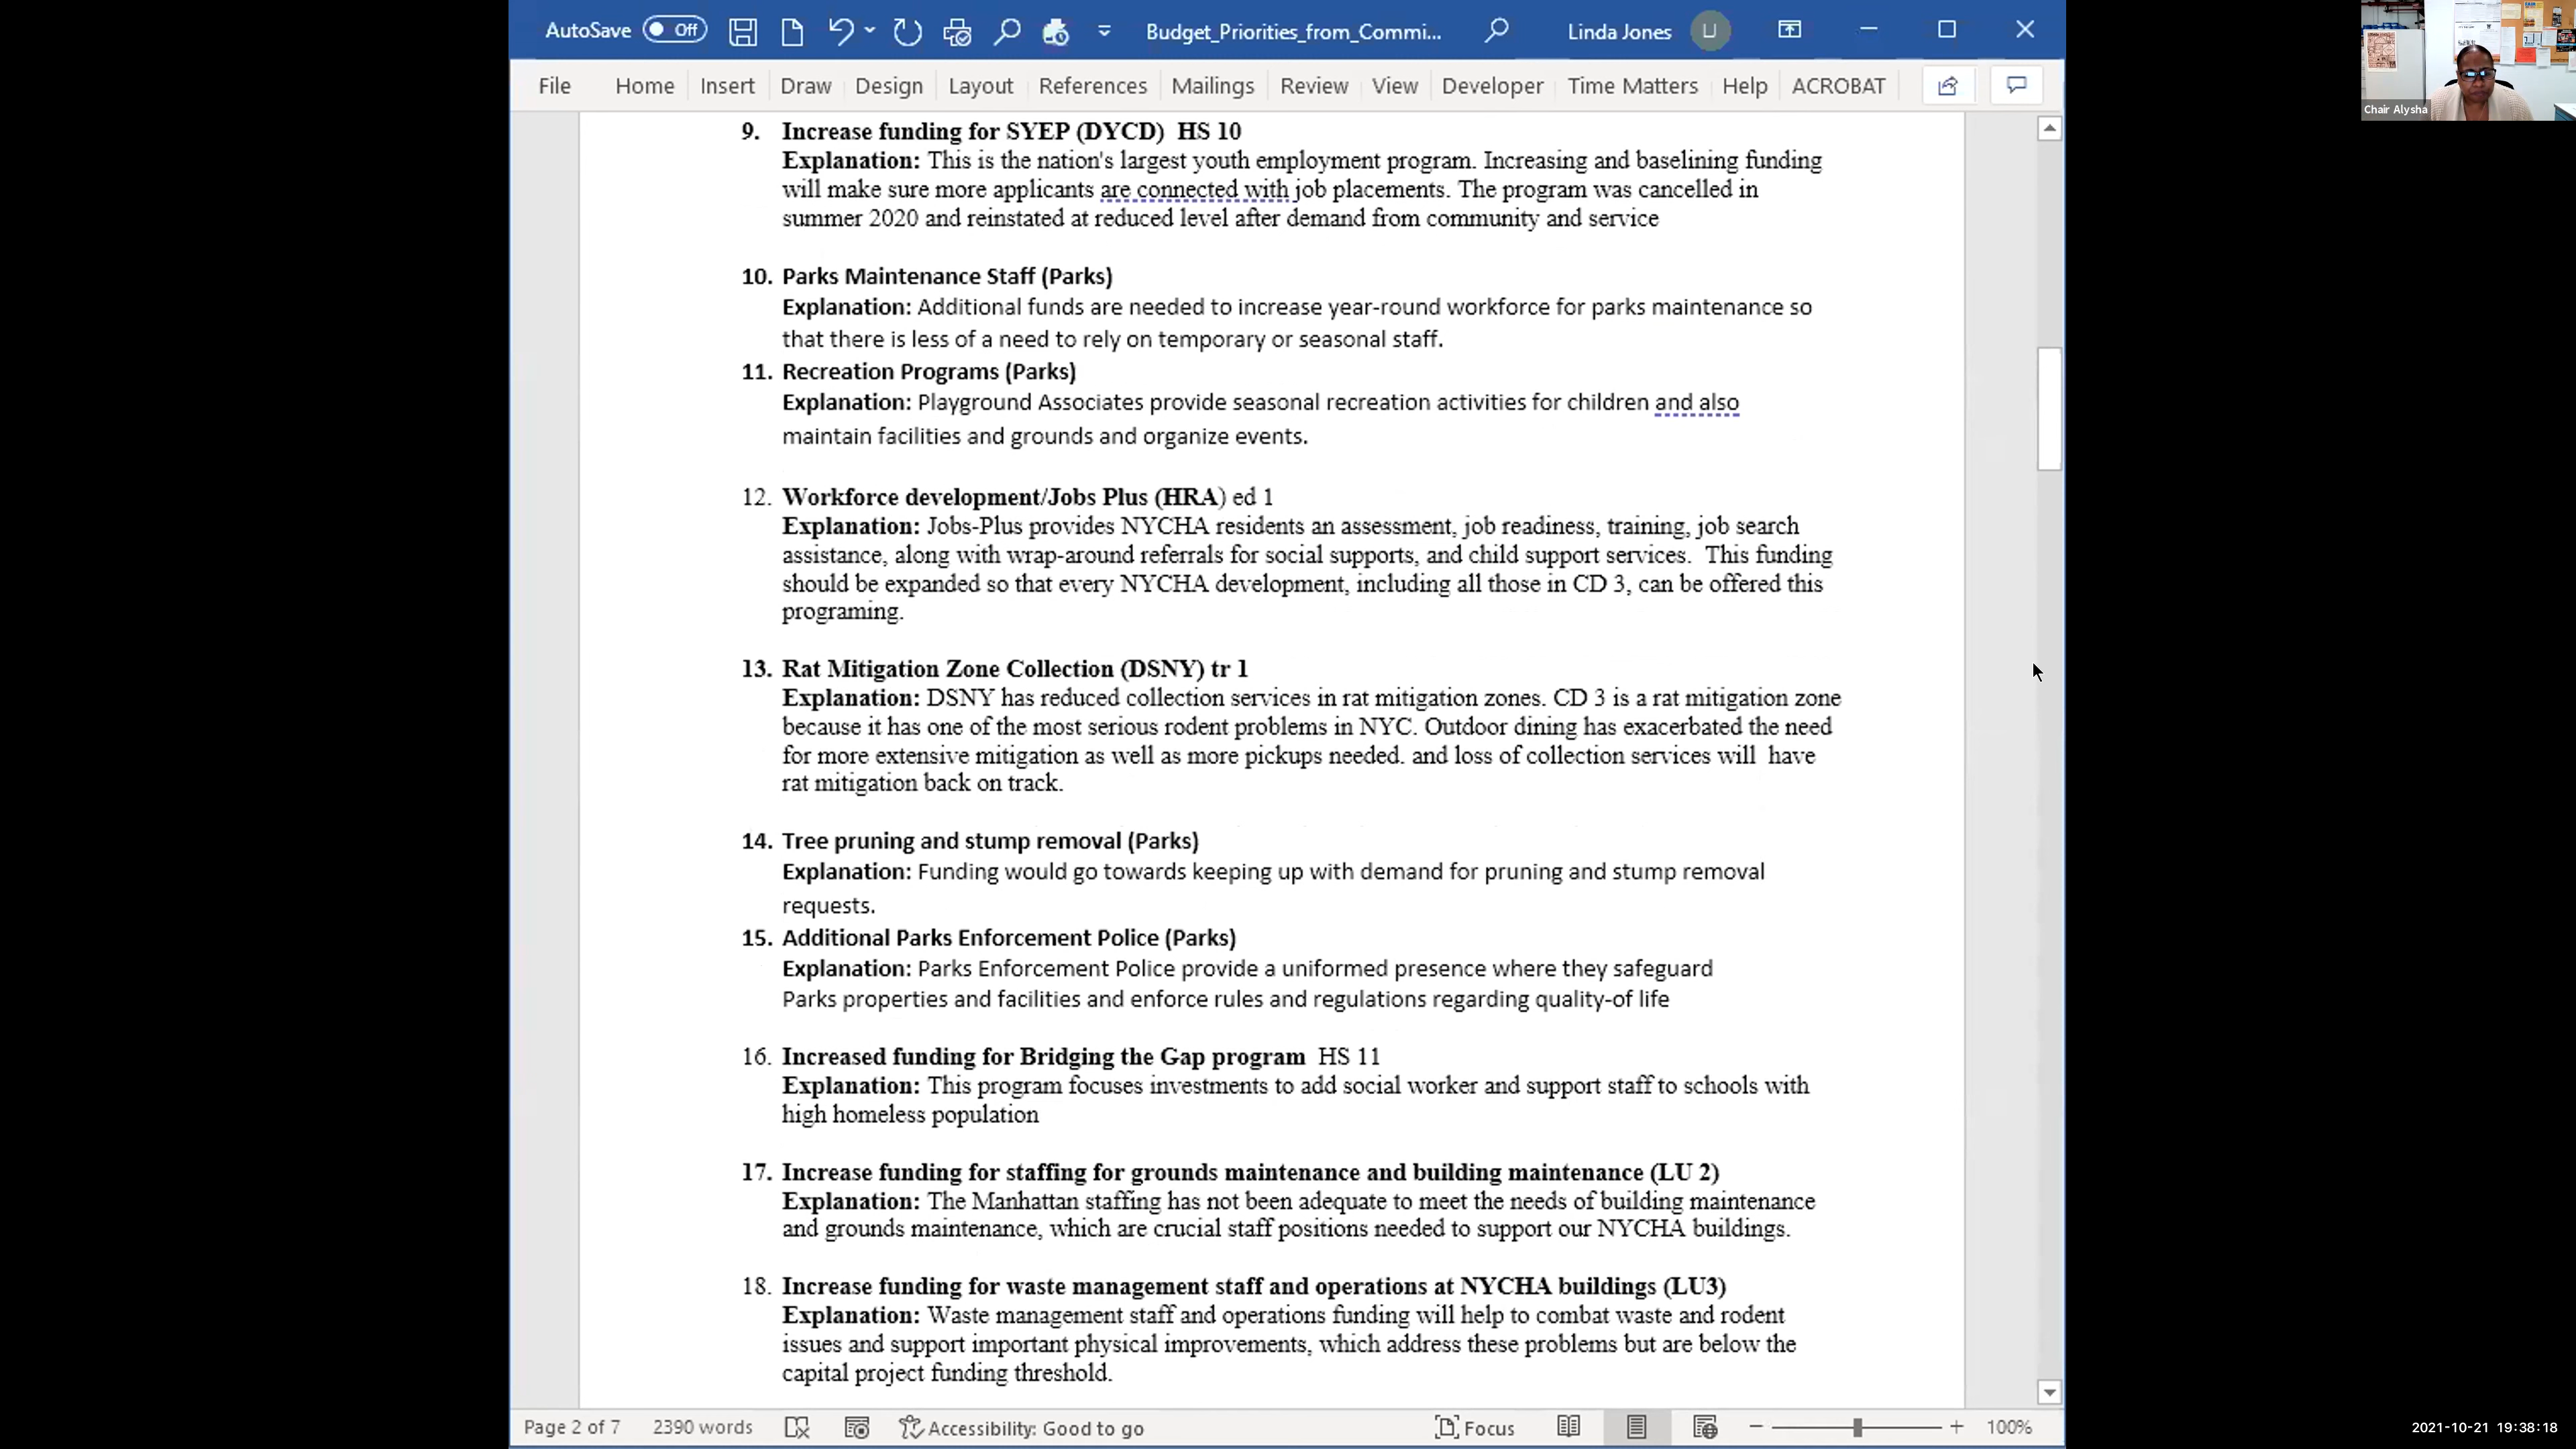 AutoSave Off Budget_Priorities_from_Commi... Linda Jones LJ
File Home Insert Draw Design Layout References Mailings Review View Developer Time Matters Help ACROBAT
Chair Alysha
9. Increase funding for SYEP (DYCD) HS 10
Explanation: This is the nation's largest youth employment program. Increasing and baselining funding
will make sure more applicants are connected with job placements. The program was cancelled in
summer 2020 and reinstated at reduced level after demand from community and service
10. Parks Maintenance Staff (Parks)
Explanation: Additional funds are needed to increase year-round workforce for parks maintenance so
that there is less of a need to rely on temporary or seasonal staff.
11. Recreation Programs (Parks)
Explanation: Playground Associates provide seasonal recreation activities for children and also
maintain facilities and grounds and organize events.
12. Workforce development/Jobs Plus (HRA) ed 1
Explanation: Jobs-Plus provides NYCHA residents an assessment, job readiness, training, job search
assistance, along with wrap-around referrals for social supports, and child support services.  This funding
should be expanded so that every NYCHA development, including all those in CD 3, can be offered this
programing.
13. Rat Mitigation Zone Collection (DSNY) tr 1
Explanation: DSNY has reduced collection services in rat mitigation zones. CD 3 is a rat mitigation zone
because it has one of the most serious rodent problems in NYC. Outdoor dining has exacerbated the need
for more extensive mitigation as well as more pickups needed. and loss of collection services will  have
rat mitigation back on track.
14. Tree pruning and stump removal (Parks)
Explanation: Funding would go towards keeping up with demand for pruning and stump removal
requests.
15. Additional Parks Enforcement Police (Parks)
Explanation: Parks Enforcement Police provide a uniformed presence where they safeguard
Parks properties and facilities and enforce rules and regulations regarding quality-of life
16. Increased funding for Bridging the Gap program  HS 11
Explanation: This program focuses investments to add social worker and support staff to schools with
high homeless population
17. Increase funding for staffing for grounds maintenance and building maintenance (LU 2)
Explanation: The Manhattan staffing has not been adequate to meet the needs of building maintenance
and grounds maintenance, which are crucial staff positions needed to support our NYCHA buildings.
18. Increase funding for waste management staff and operations at NYCHA buildings (LU3)
Explanation: Waste management staff and operations funding will help to combat waste and rodent
issues and support important physical improvements, which address these problems but are below the
capital project funding threshold.
Page 2 of 7 2390 words Accessibility: Good to go Focus 100%
2021-10-21 19:38:18